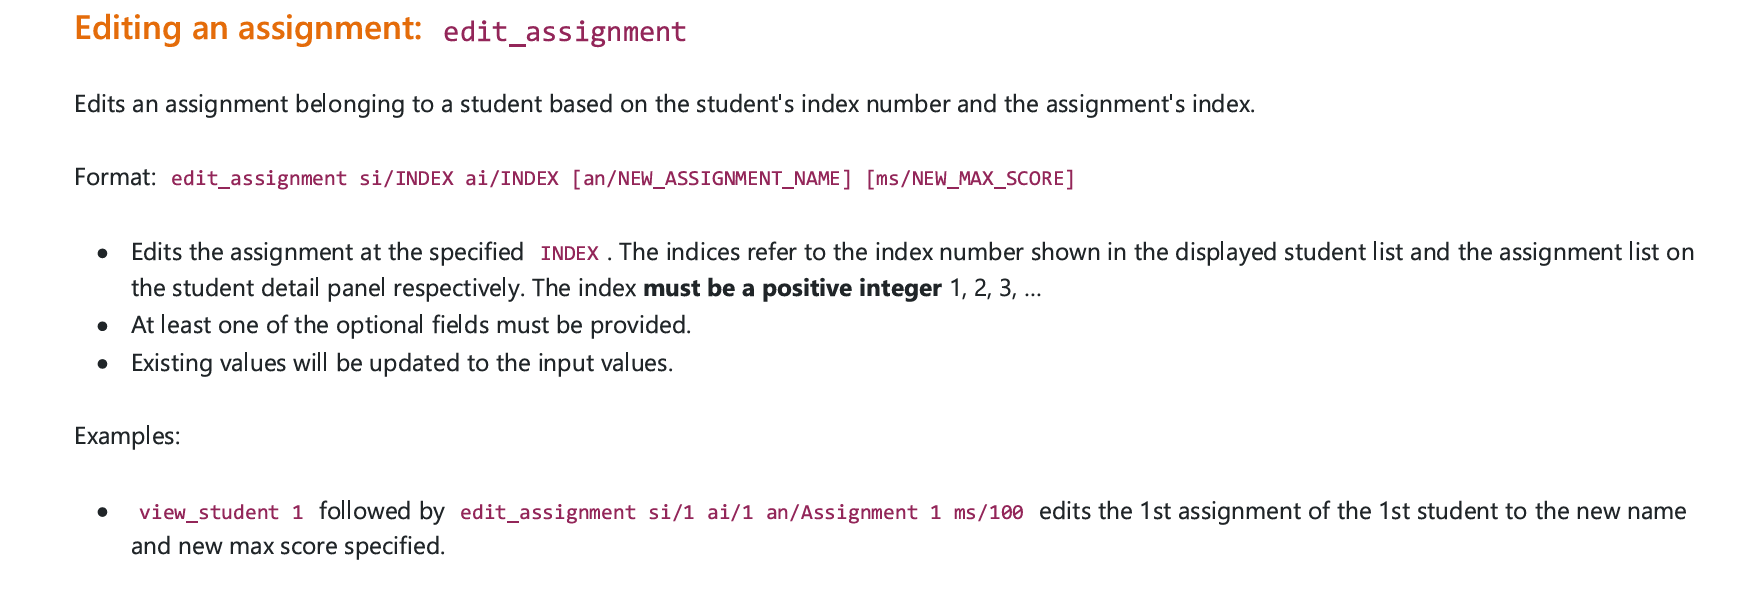 Editing an assignment: edit_assignment
Edits an assignment belonging to a student based on the student's index number and the assignment's index.
Format: edit_assignment si/INDEX ai/INDEX [an/NEW_ASSIGNMENT_NAME] [ms/NEW_MAX_SCORE]
● Edits the assignment at the specified INDEX . The indices refer to the index number shown in the displayed student list and the assignment list on
the student detail panel respectively. The index must be a positive integer 1, 2, 3, …
● At least one of the optional fields must be provided.
● Existing values will be updated to the input values.
Examples:
● view_student 1 followed by edit_assignment si/1 ai/1 an/Assignment 1 ms/100 edits the 1st assignment of the 1st student to the new name
and new max score specified.